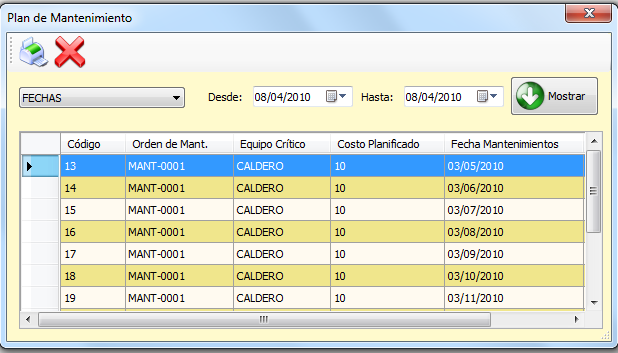 Plan de Mantenimiento
FECHAS Desde: 08/04/2010 Hasta: 08/04/2010 Mostrar
Código Orden de Mant. Equipo Crítico Costo Planificado Fecha Mantenimientos
13 MANT-0001 CALDERO 10 03/05/2010
14 MANT-0001 CALDERO 10 03/06/2010
15 MANT-0001 CALDERO 10 03/07/2010
16 MANT-0001 CALDERO 10 03/08/2010
17 MANT-0001 CALDERO 10 03/09/2010
18 MANT-0001 CALDERO 10 03/10/2010
19 MANT-0001 CALDERO 10 03/11/2010